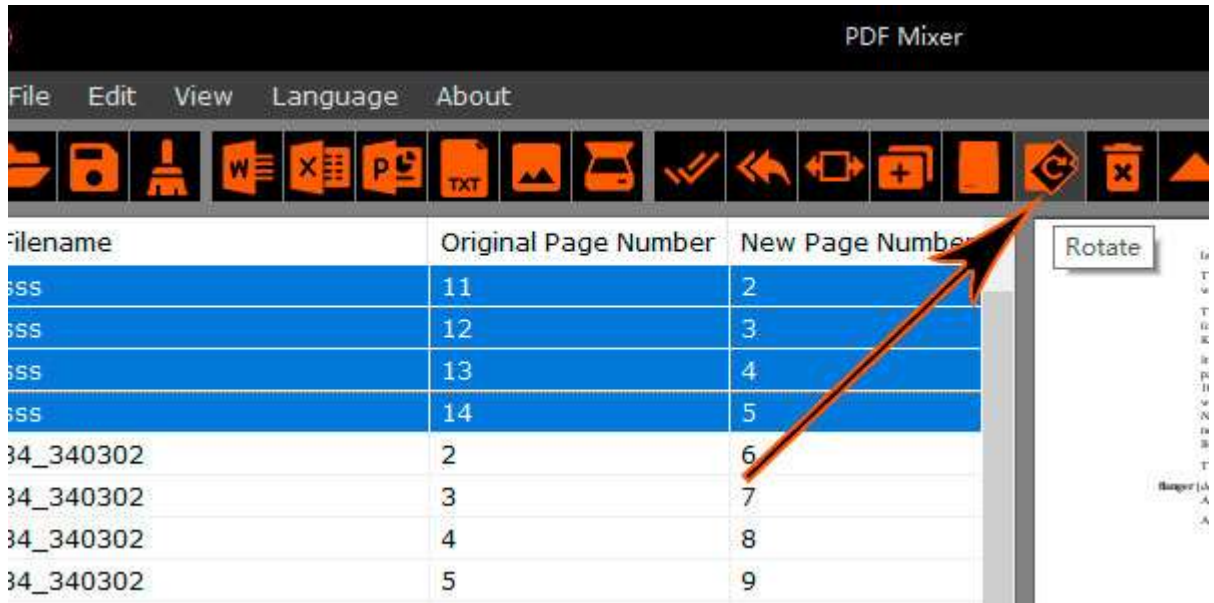 PDF Mixer
File Edit View Language About
W X P TXT
Filename Original Page Number New Page Number
sss 11 2
sss 12 3
sss 13 4
sss 14 5
34_340302 2 6
34_340302 3 7
34_340302 4 8
34_340302 5 9
Rotate
flanger